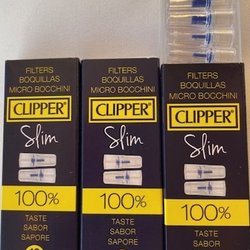 FILTERS
BOQUILLAS
MICRO BOCCHINI
CLIPPER
Slim
100%
TASTE
SABOR
SAPORE
FILTERS
BOQUILLAS
MICRO BOCCHINI
CLIPPER
Slim
100%
TASTE
SABOR
SAPORE
FILTERS
BOQUILLAS
MICRO BOCCHINI
CLIPPER
Slim
100%
TASTE
SABOR